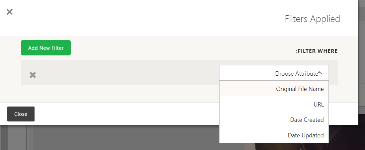 Filters Applied
Add New Filter
:FILTER WHERE
Choose Attribute*
Original File Name
URL
Date Created
Date Updated
Close